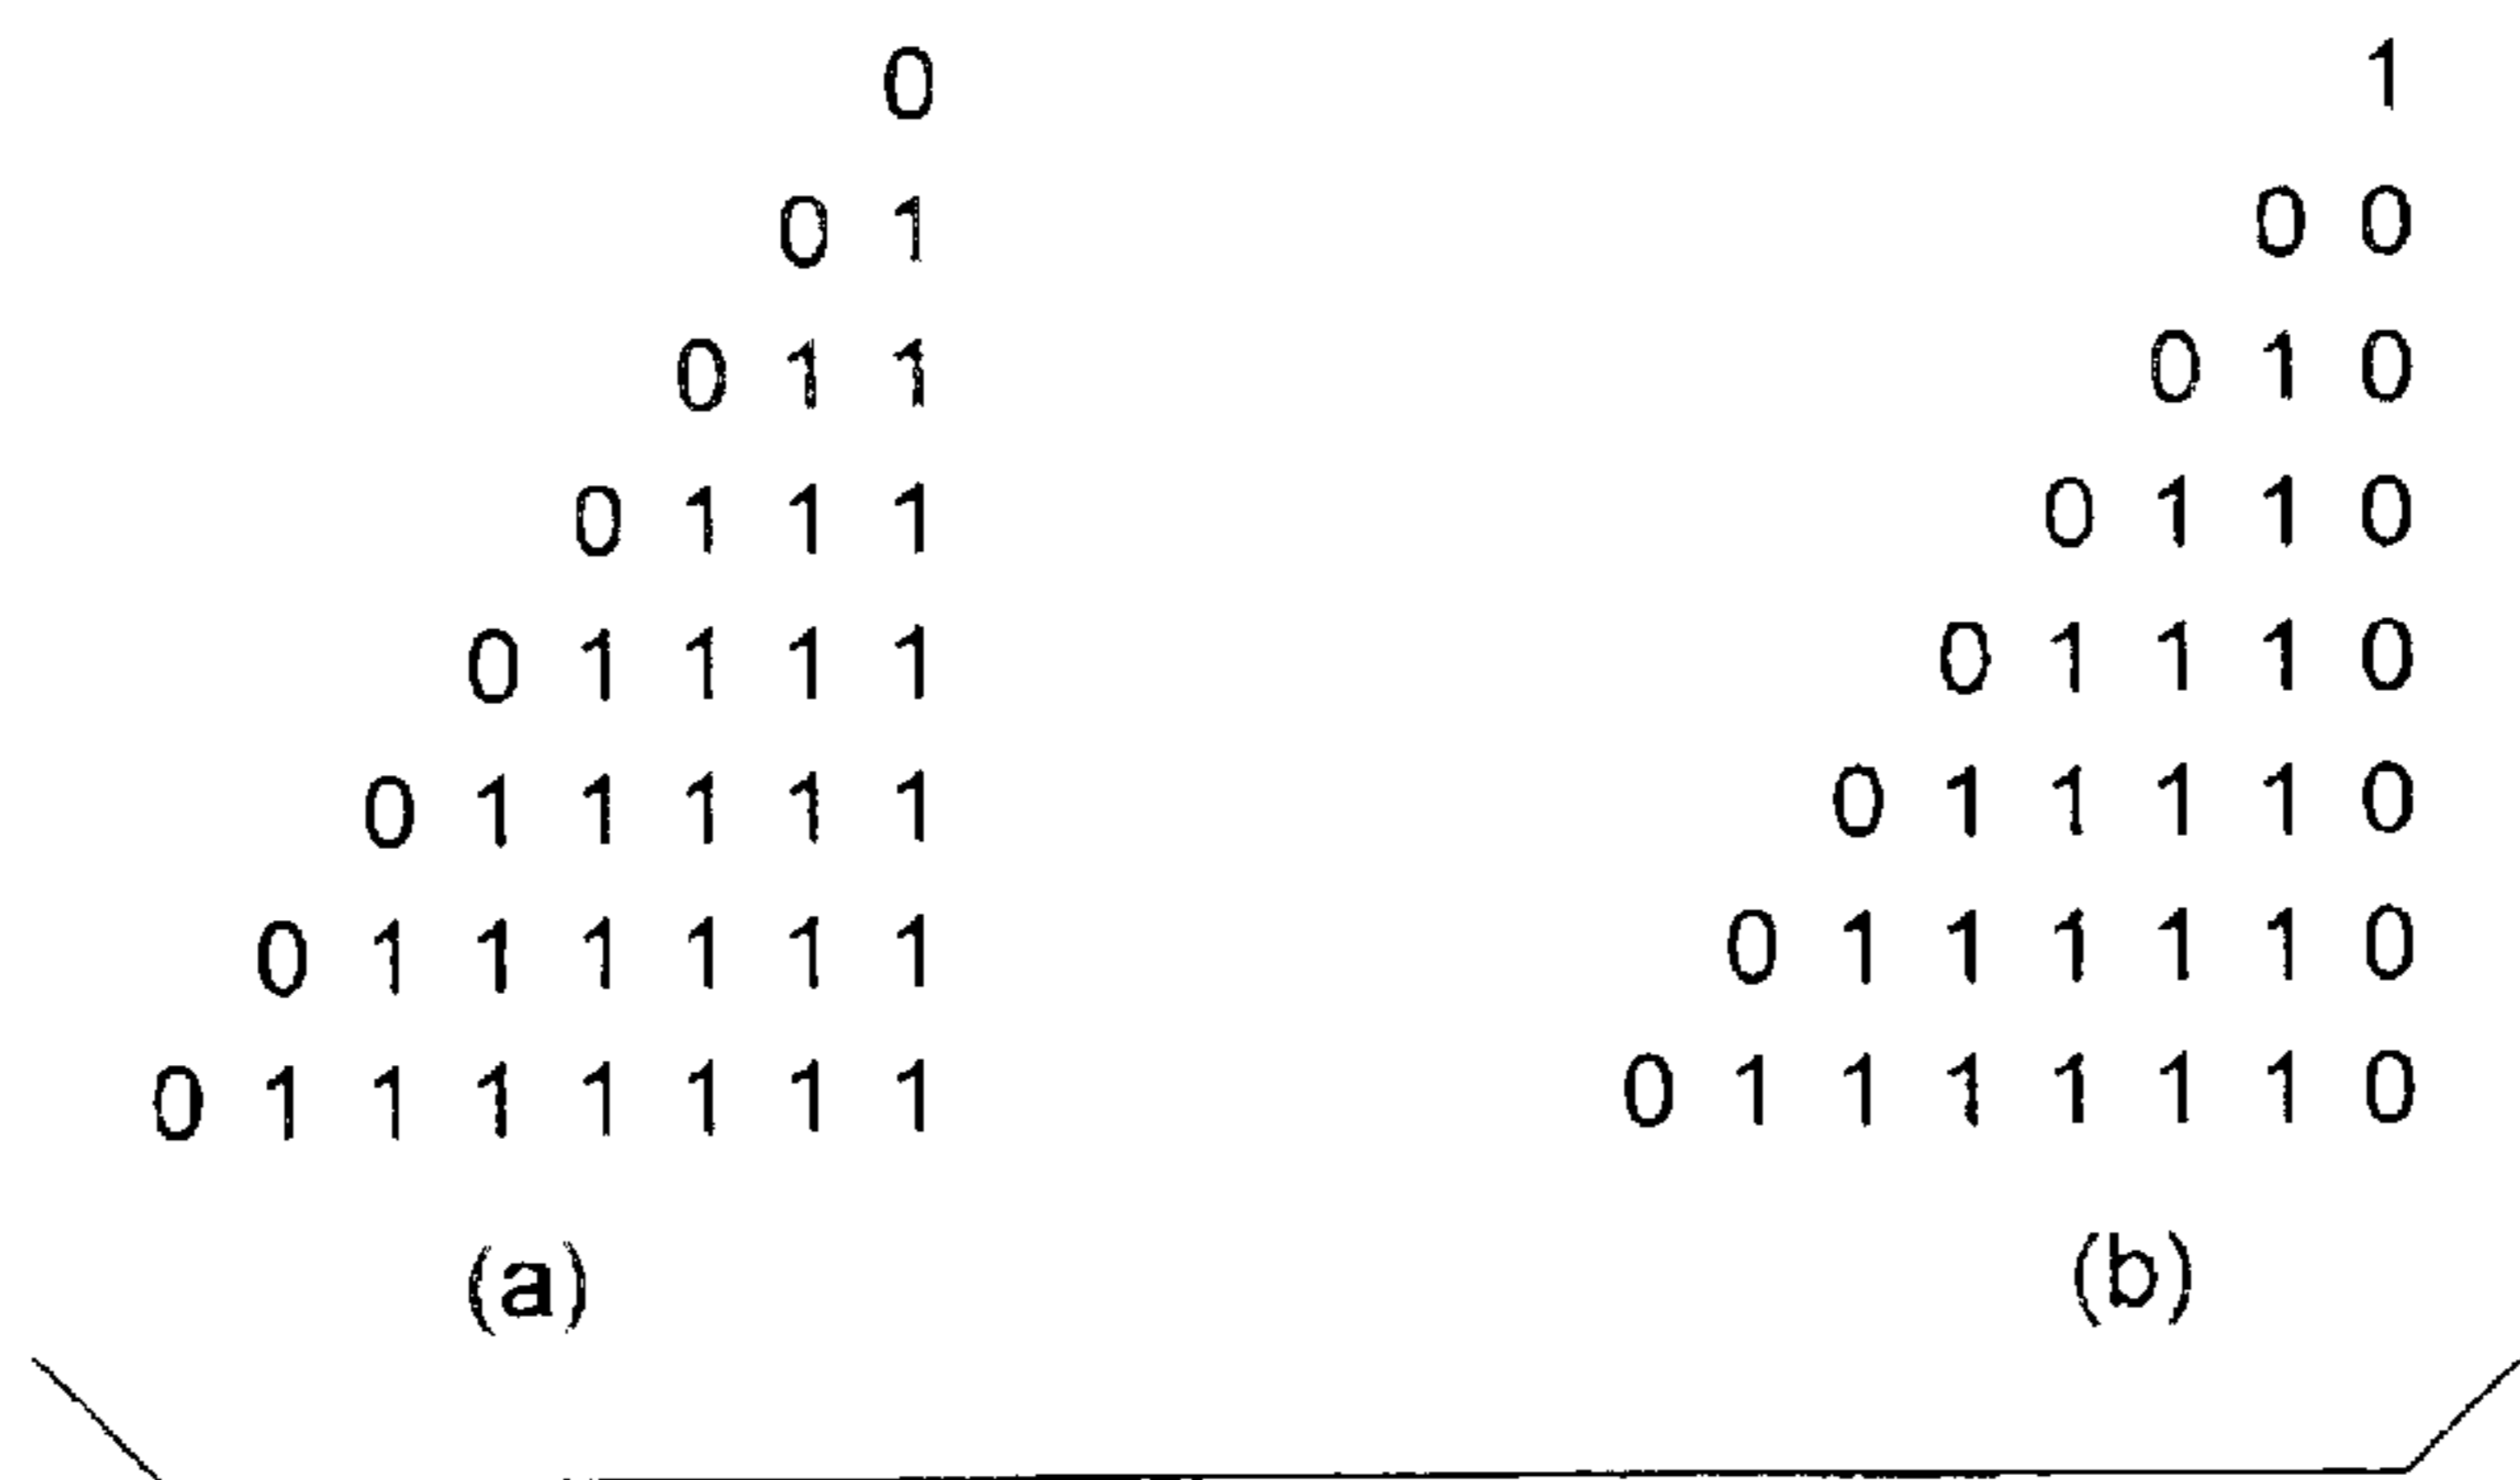 0 1
0 1 0 0
0 1 1 0 1 0
0 1 1 1 0 1 1 0
0 1 1 1 1 0 1 1 1 0
0 1 1 1 1 1 0 1 1 1 1 0
0 1 1 1 1 1 1 0 1 1 1 1 1 0
0 1 1 1 1 1 1 1 0 1 1 1 1 1 1 0
(a) (b)